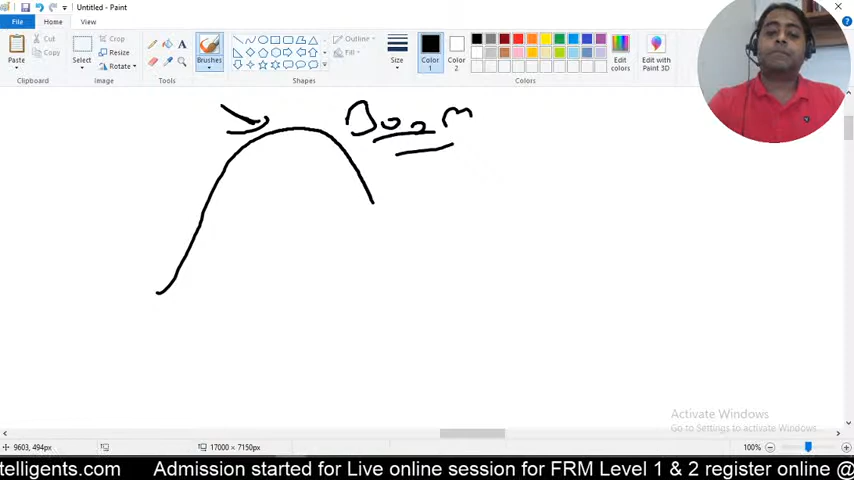 Untitled - Paint
File Home View
Paste
Cut
Copy
Clipboard
Select
Crop
Resize
Rotate
Image
Tools
Brushes
Shapes
Outline
Fill
Size
Color 1
Color 2
Colors
Edit colors
Edit with Paint 3D
Boom
Activate Windows
Go to Settings to activate Windows...
9603, 494px
17000 × 7150px
100%
telligents.com Admission started for Live online session for FRM Level 1 & 2 register online @